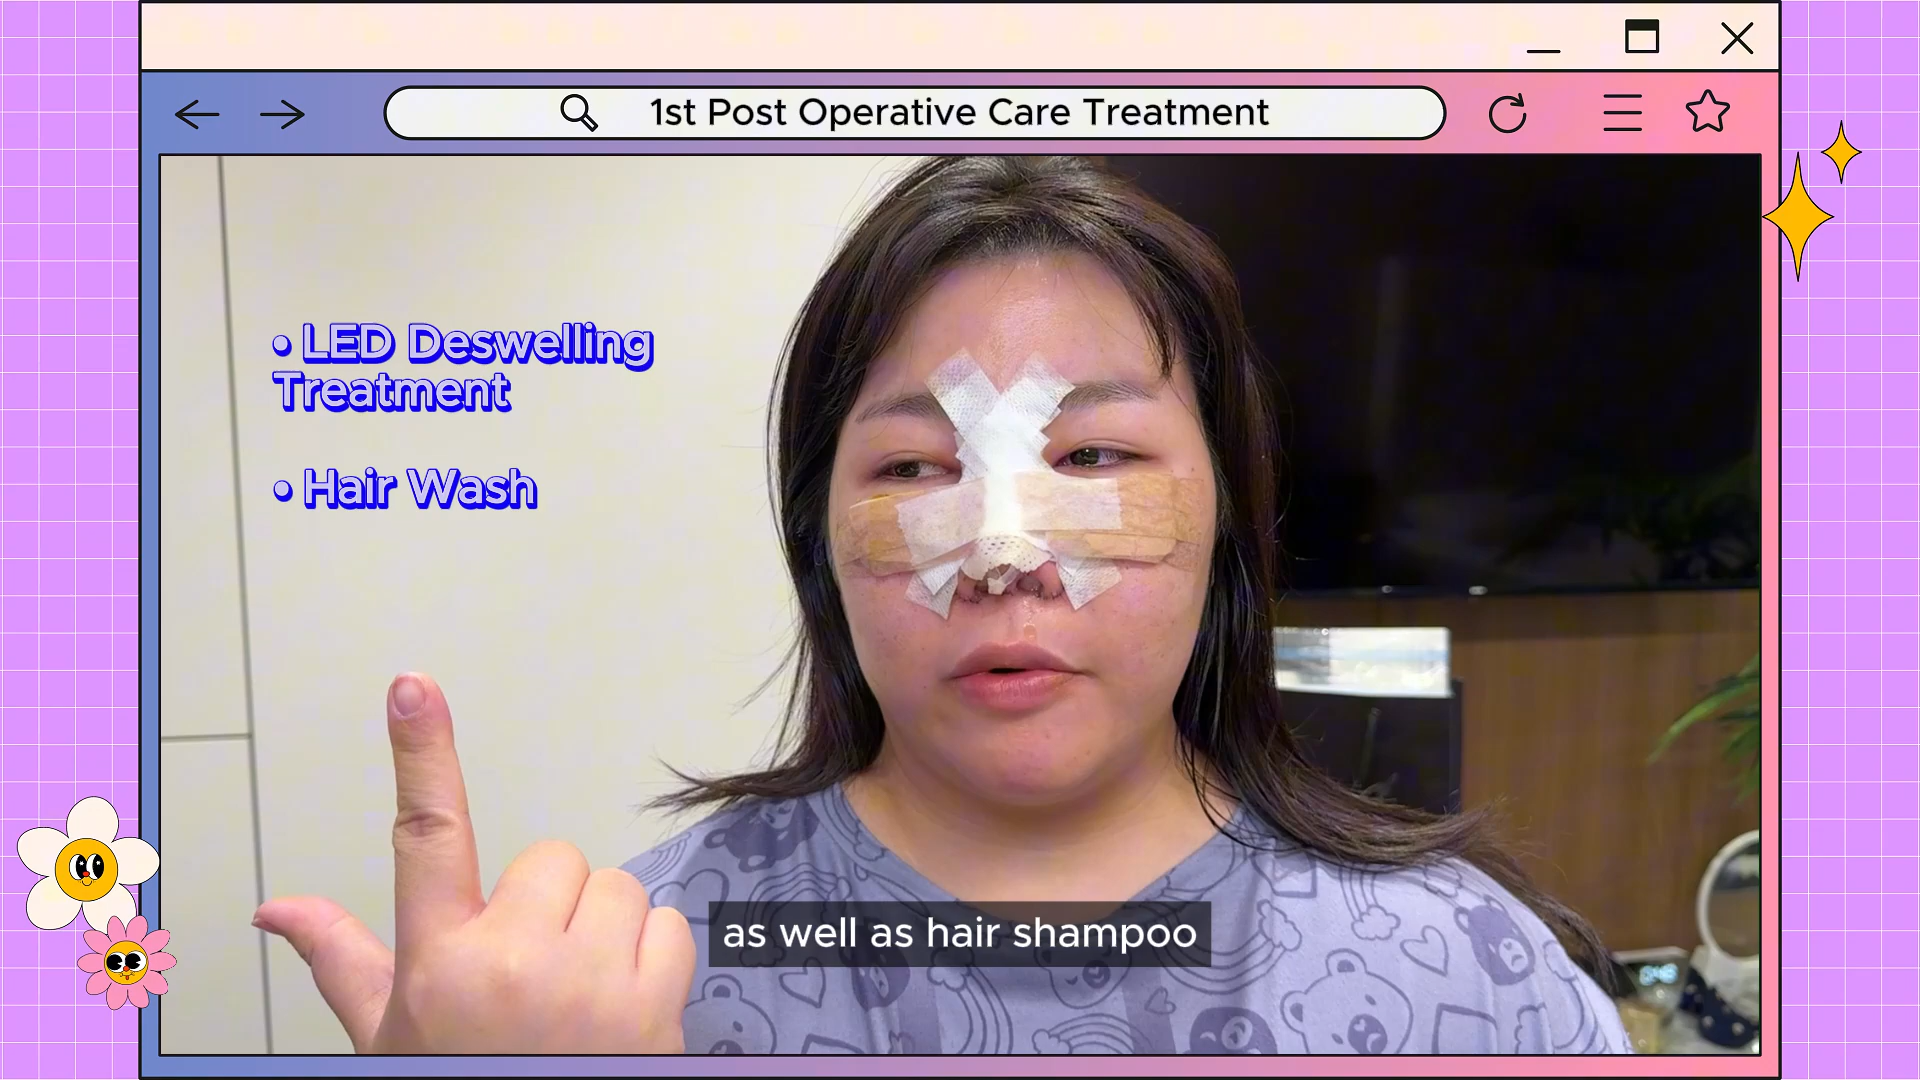 1st Post Operative Care Treatment
• LED Deswelling
Treatment
• Hair Wash
as well as hair shampoo